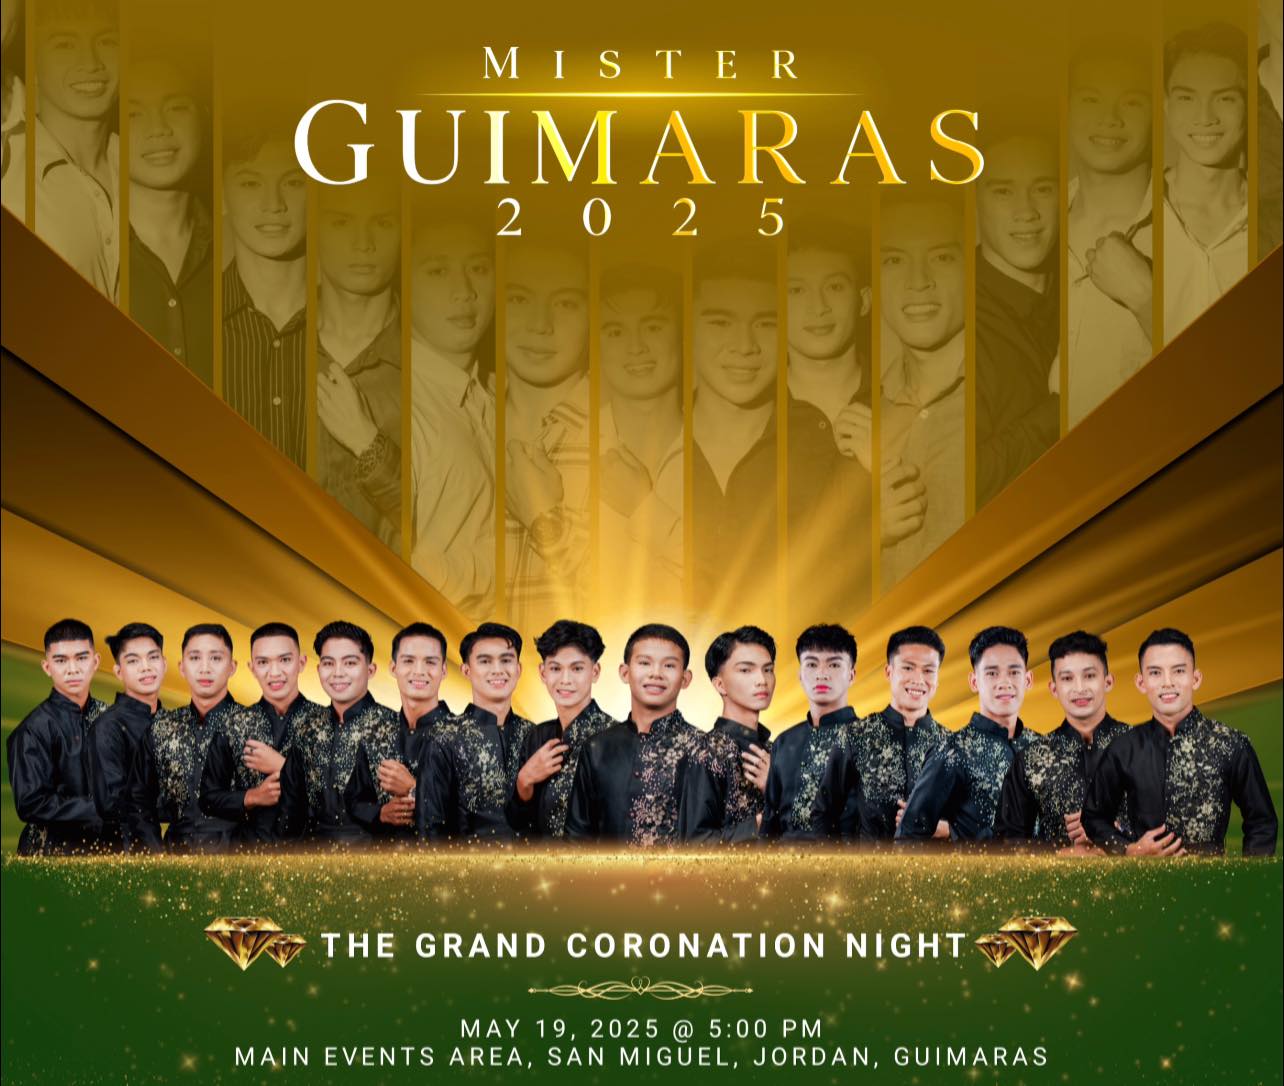 MISTER
GUIMARAS
2025
THE GRAND CORONATION NIGHT
MAY 19, 2025 @ 5:00 PM
MAIN EVENTS AREA, SAN MIGUEL, JORDAN, GUIMARAS